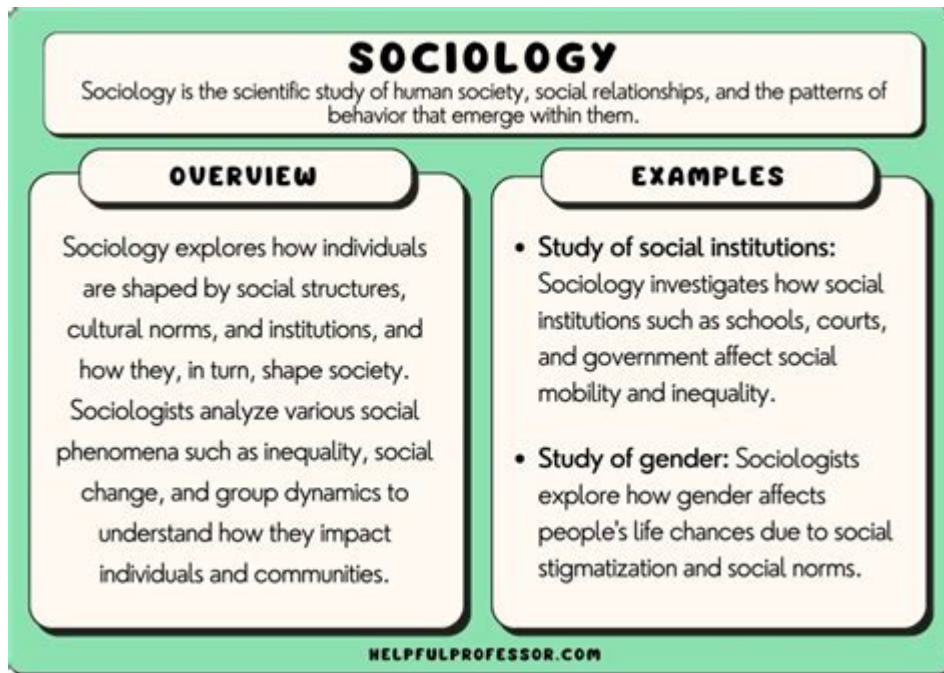 SOCIOLOGY
Sociology is the scientific study of human society, social relationships, and the patterns of
behavior that emerge within them.
OVERVIEW
Sociology explores how individuals
are shaped by social structures,
cultural norms, and institutions, and
how they, in turn, shape society.
Sociologists analyze various social
phenomena such as inequality, social
change, and group dynamics to
understand how they impact
individuals and communities.
EXAMPLES
• Study of social institutions:
Sociology investigates how social
institutions such as schools, courts,
and government affect social
mobility and inequality.
• Study of gender: Sociologists
explore how gender affects
people's life chances due to social
stigmatization and social norms.
HELPFULPROFESSOR.COM